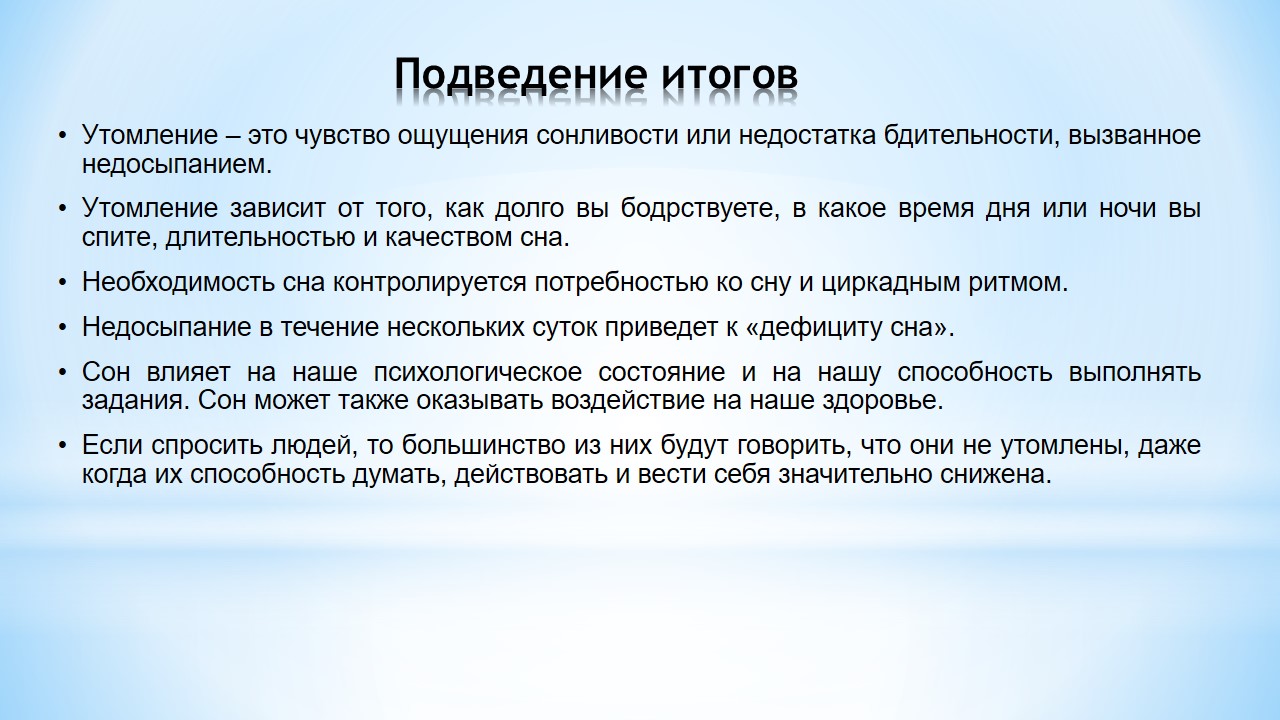 Подведение итогов
• Утомление – это чувство ощущения сонливости или недостатка бдительности, вызванное
недосыпанием.
• Утомление зависит от того, как долго вы бодрствуете, в какое время дня или ночи вы
спите, длительностью и качеством сна.
• Необходимость сна контролируется потребностью ко сну и циркадным ритмом.
• Недосыпание в течение нескольких суток приведет к «дефициту сна».
• Сон влияет на наше психологическое состояние и на нашу способность выполнять
задания. Сон может также оказывать воздействие на наше здоровье.
• Если спросить людей, то большинство из них будут говорить, что они не утомлены, даже
когда их способность думать, действовать и вести себя значительно снижена.